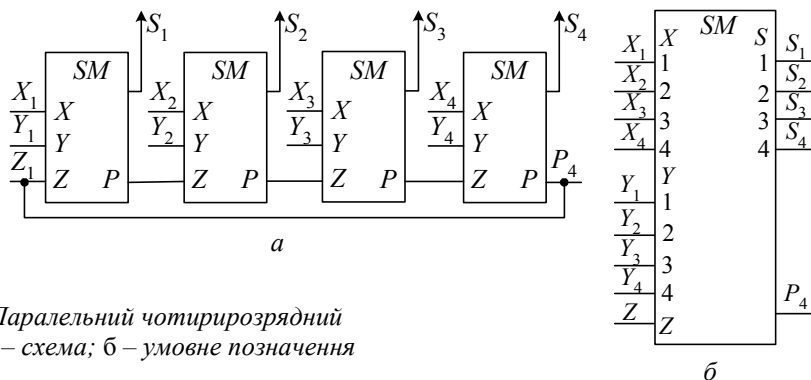 S1 S2 S3 S4
SM SM SM SM
X1 X X2 X X3 X X4 X
Y1 Y Y2 Y Y3 Y Y4 Y
Z1 Z P Z P Z P Z P P4
а
SM
X S
X1 1 1 S1
X2 2 2 S2
X3 3 3 S3
X4 4 4 S4
Y
Y1 1
Y2 2
Y3 3
Y4 4
Z Z
P4
б
Паралельний чотирирозрядний
– схема; б – умовне позначення